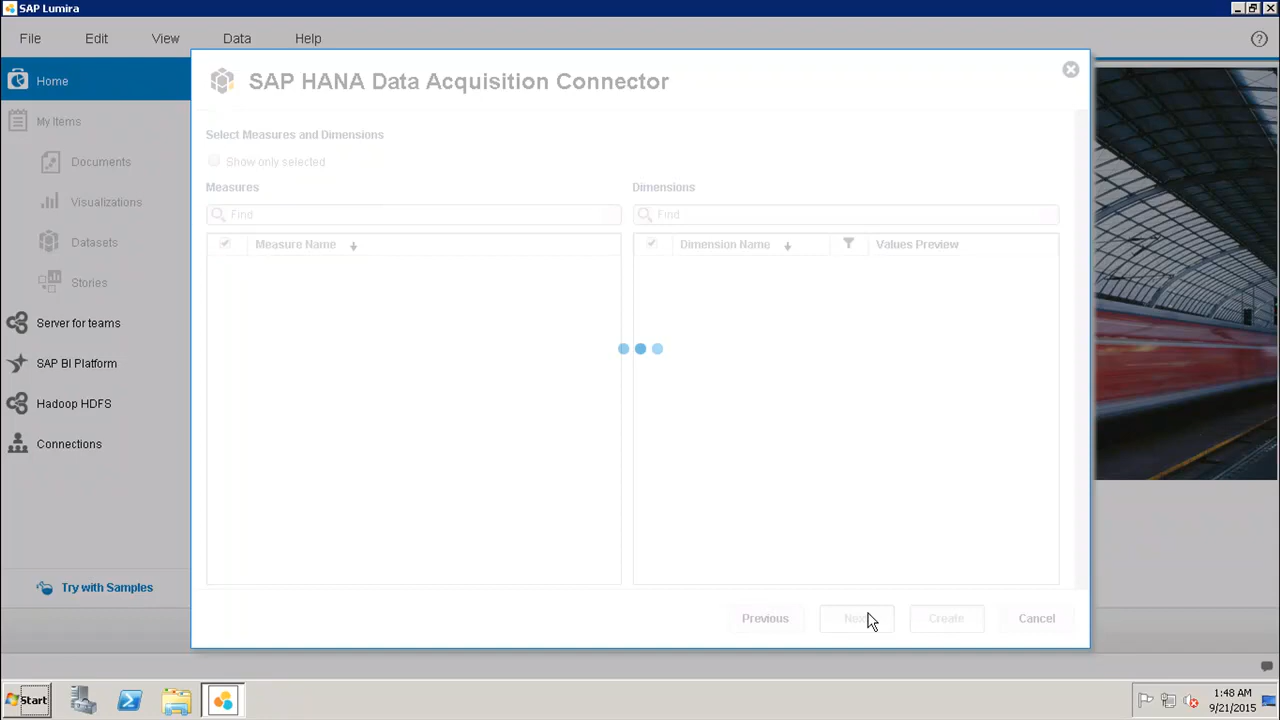 SAP Lumira
File Edit View Data Help
Home
My Items
Documents
Visualizations
Datasets
Stories
Server for teams
SAP BI Platform
Hadoop HDFS
Connections
Try with Samples
SAP HANA Data Acquisition Connector
Select Measures and Dimensions
Show only selected
Measures
Find
Measure Name
Dimensions
Find
Dimension Name Values Preview
Previous Next Create Cancel
Start
1:48 AM
9/21/2015